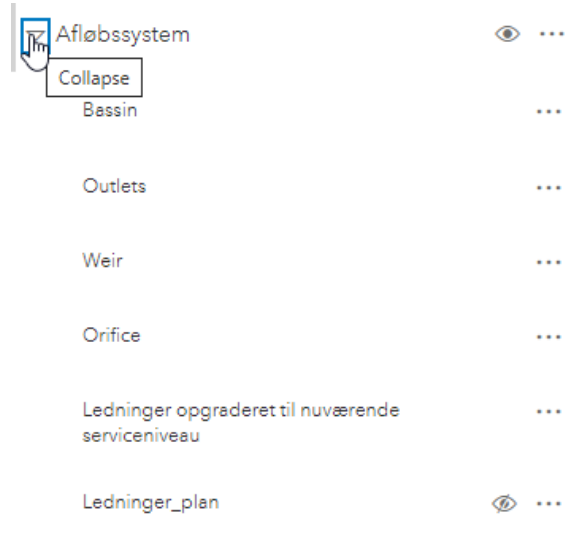 Afløbssystem
Collapse
Bassin
Outlets
Weir
Orifice
Ledninger opgraderet til nuværende
serviceniveau
Ledninger_plan